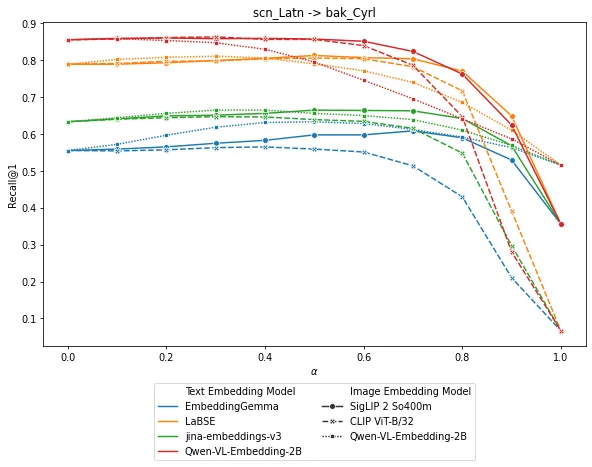 scn_Latn -> bak_Cyrl
Recall@1
0.9
0.8
0.7
0.6
0.5
0.4
0.3
0.2
0.1
0.0 0.2 0.4 0.6 0.8 1.0
α
Text Embedding Model Image Embedding Model
EmbeddingGemma SigLIP 2 So400m
LaBSE CLIP ViT-B/32
jina-embeddings-v3 Qwen-VL-Embedding-2B
Qwen-VL-Embedding-2B